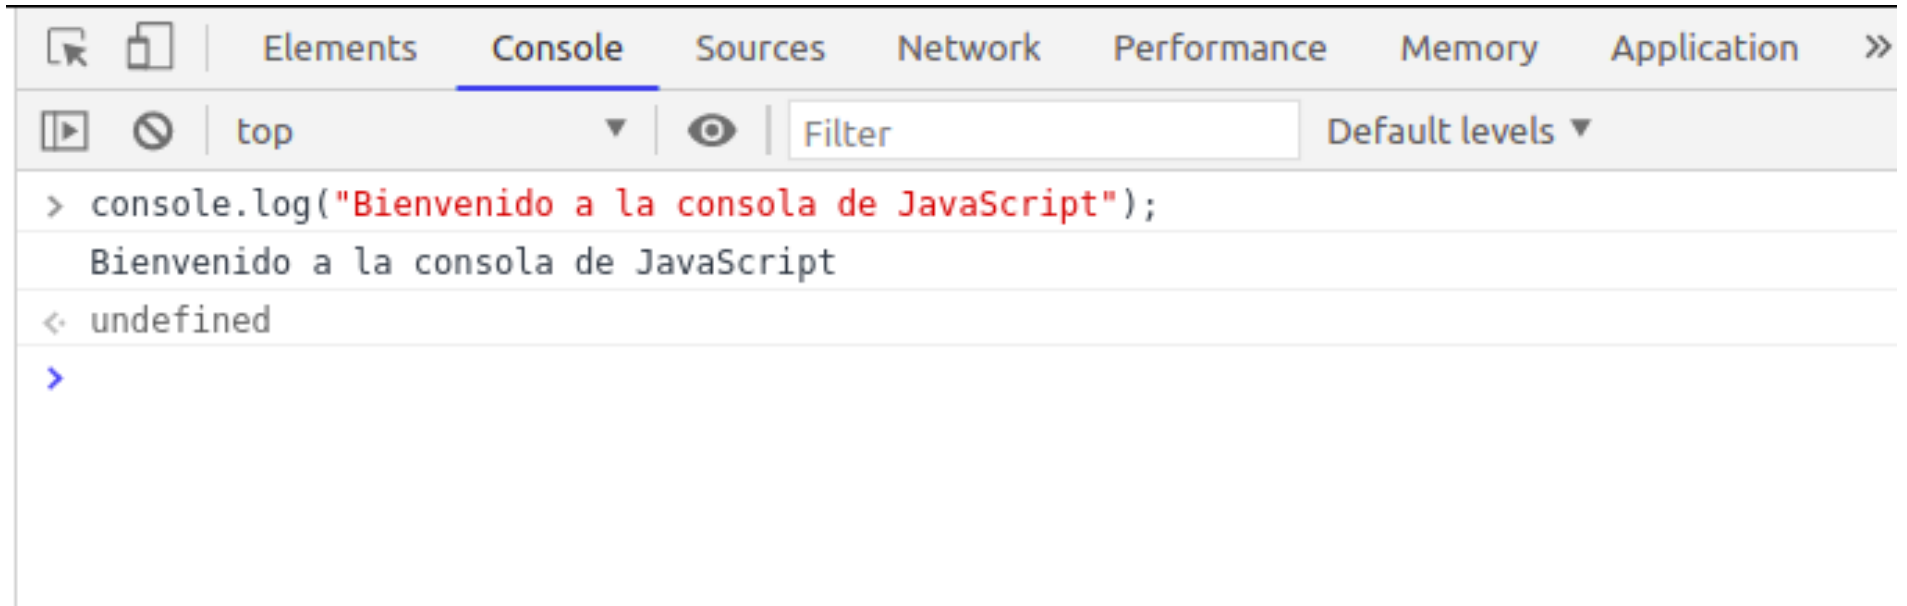 Elements Console Sources Network Performance Memory Application »
top ▼ Filter Default levels ▼
> console.log("Bienvenido a la consola de JavaScript");
Bienvenido a la consola de JavaScript
undefined
>